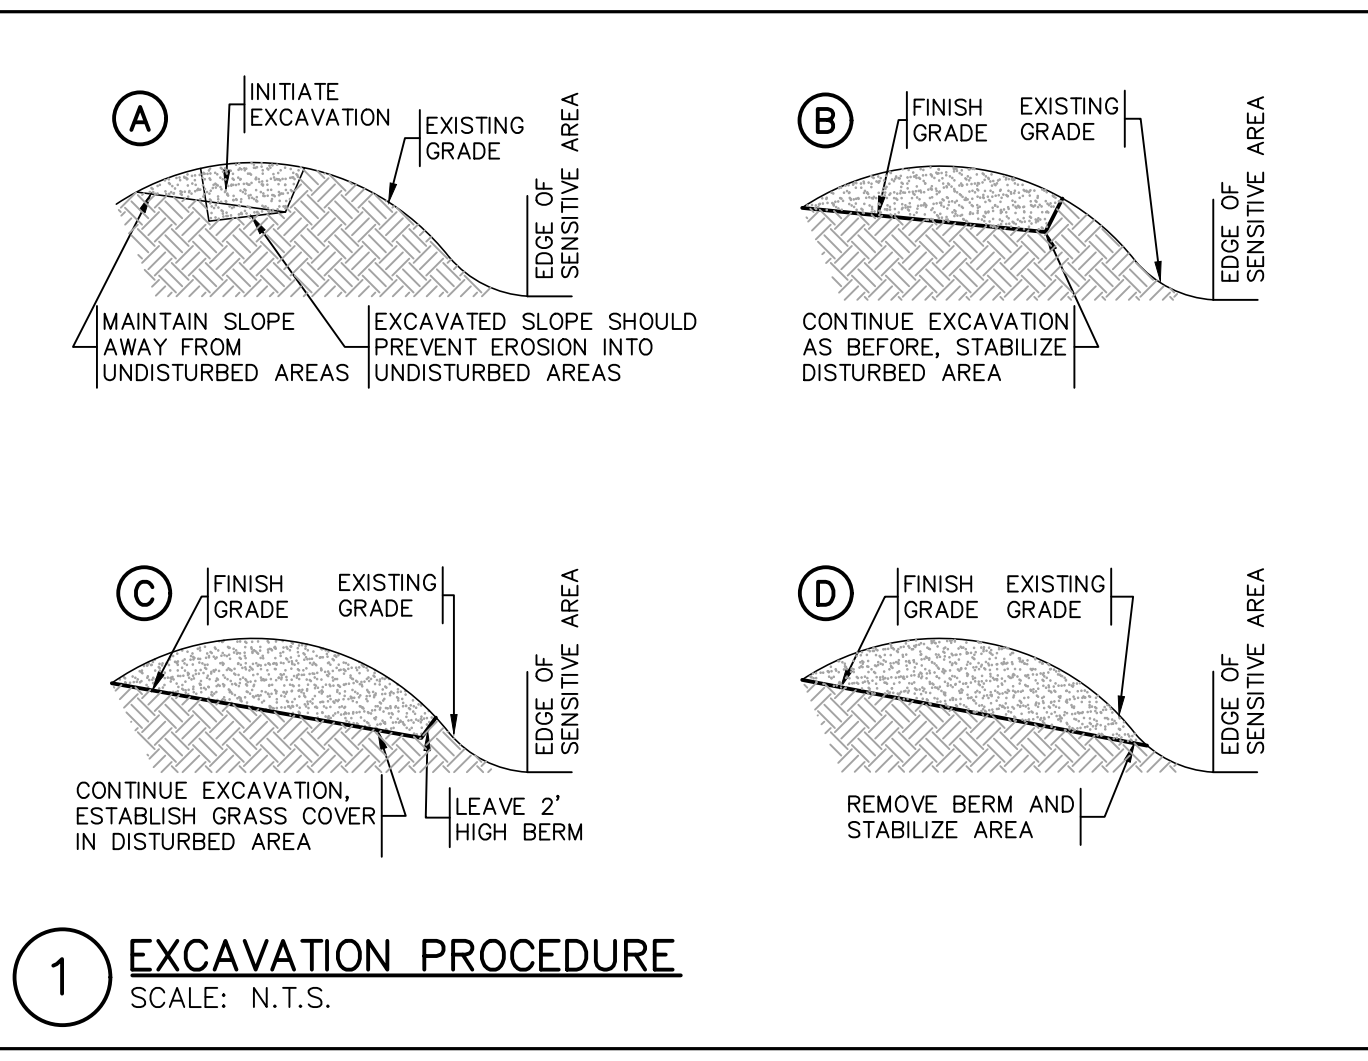 A
INITIATE
EXCAVATION
EXISTING
GRADE
EDGE OF
SENSITIVE AREA
MAINTAIN SLOPE
AWAY FROM
UNDISTURBED AREAS
EXCAVATED SLOPE SHOULD
PREVENT EROSION INTO
UNDISTURBED AREAS
B
FINISH
GRADE
EXISTING
GRADE
EDGE OF
SENSITIVE AREA
CONTINUE EXCAVATION
AS BEFORE, STABILIZE
DISTURBED AREA
C
FINISH
GRADE
EXISTING
GRADE
EDGE OF
SENSITIVE AREA
CONTINUE EXCAVATION,
ESTABLISH GRASS COVER
IN DISTURBED AREA
LEAVE 2'
HIGH BERM
D
FINISH
GRADE
EXISTING
GRADE
EDGE OF
SENSITIVE AREA
REMOVE BERM AND
STABILIZE AREA
1
EXCAVATION PROCEDURE
SCALE: N.T.S.